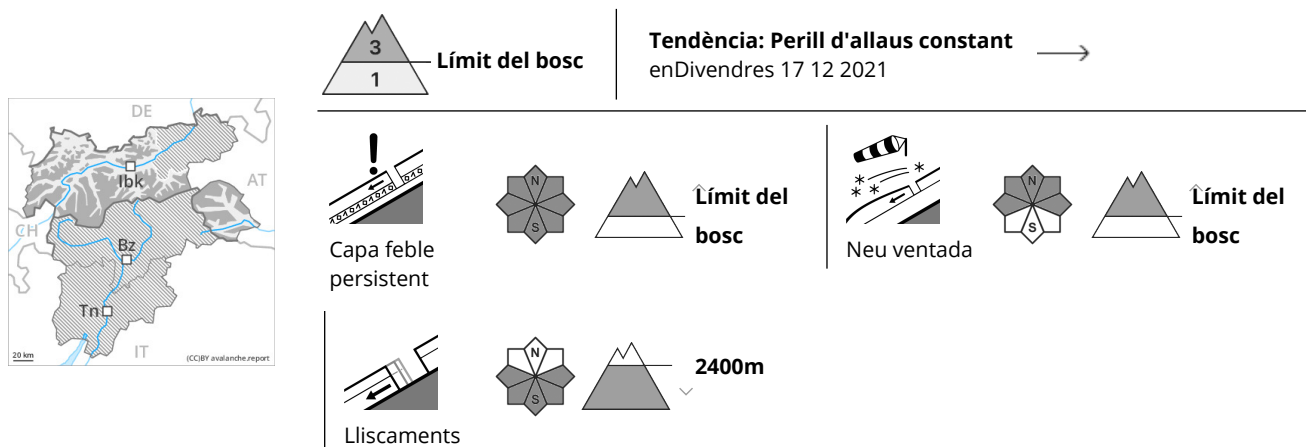 3
1
Límit del bosc
Tendència: Perill d'allaus constant
enDivendres 17 12 2021
DE
AT
CH
IT
Ibk
Bz
Tn
20 km
(CC)BY avalanche.report
Capa feble
persistent
N
S
Límit del
bosc
Neu ventada
N
S
Límit del
bosc
Lliscaments
N
S
2400m